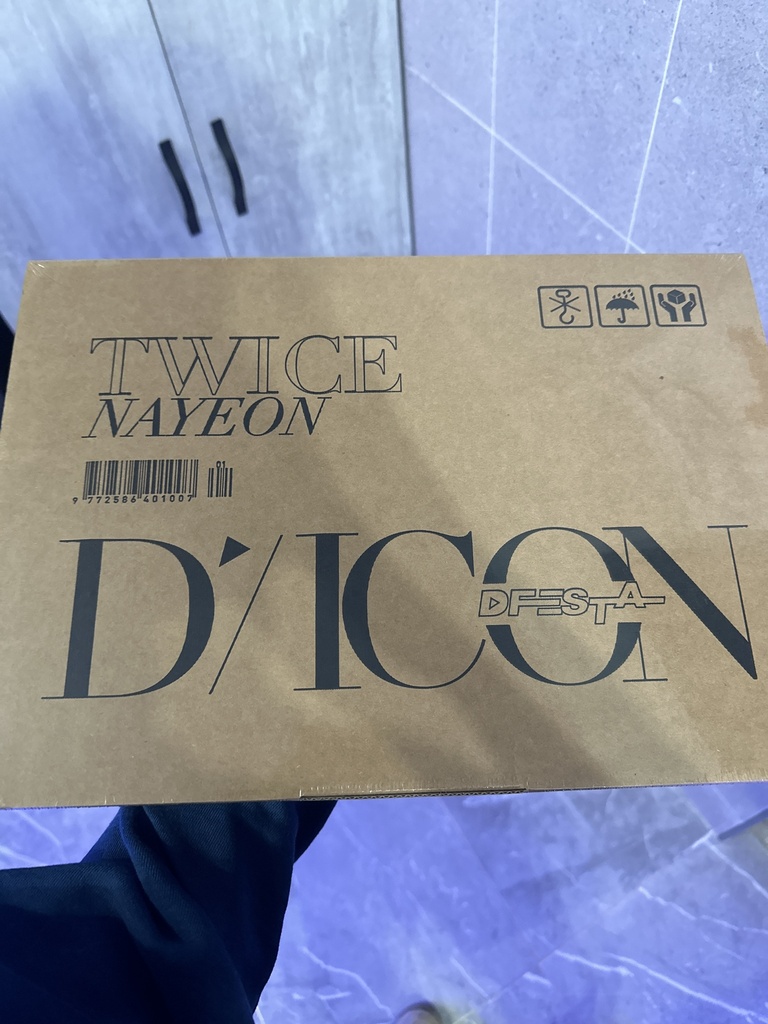 TWICE
NAYEON
01
9 772586 401007
D'/ICON
DFESTA